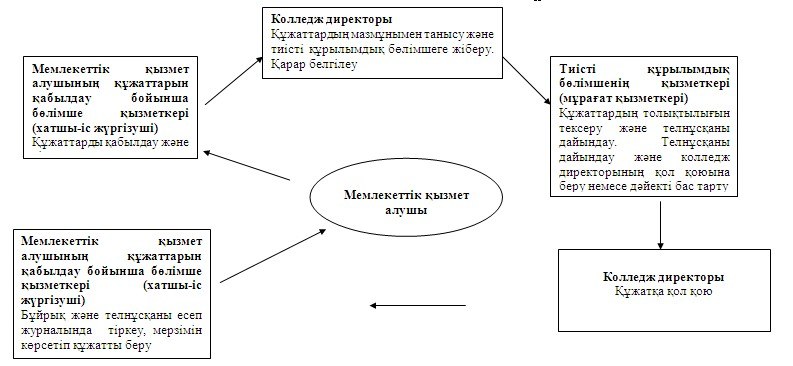 Колледж директоры
Құжаттардың мазмұнымен танысу және
тиісті құрылымдық бөлімшеге жіберу.
Қарар белгілеу
Мемлекеттік қызмет
алушының құжаттарын
қабылдау бойынша
бөлімше қызметкері
(хатшы-іс жүргізуші)
Құжаттарды қабылдау және
Тиісті құрылымдық
бөлімшенің қызметкері
(мұрағат қызметкері)
Құжаттардың толықтылығын
тексеру және телнұсқаны
дайындау. Телнұсқаны
дайындау және колледж
директорының қол қоюына
беру немесе дәйекті бас тарту
Мемлекеттік қызмет
алушы
Мемлекеттік қызмет
алушының құжаттарын
қабылдау бойынша бөлімше
қызметкері (хатшы-іс
жүргізуші)
Бұйрық және телнұсқаны есеп
журналында тіркеу, мерзімін
көрсетіп құжатты беру
Колледж директоры
Құжатқа қол қою